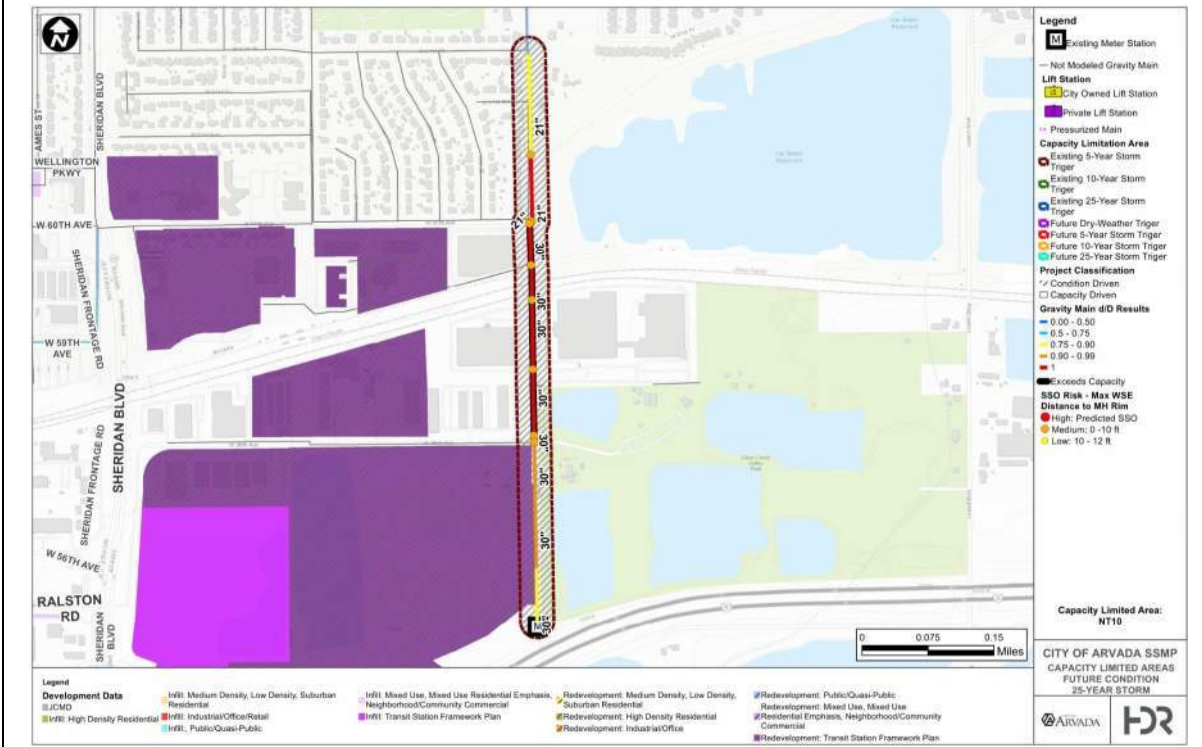 N
AMES ST
SHERIDAN BLVD
WELLINGTON
PKWY
W 60TH AVE
SHERIDAN FRONTAGE RD
W 59TH
AVE
SHERIDAN BLVD
SHERIDAN FRONTAGE RD
W 56TH AVE
RALSTON
RD
SHERIDAN
BLVD
21"
21"
21"
30"
30"
30"
30"
30"
30"
30"
30"
M
0 0.075 0.15
Miles
Legend
M Existing Meter Station
Not Modeled Gravity Main
Lift Station
City Owned Lift Station
Private Lift Station
Pressurized Main
Capacity Limitation Area
Existing 5-Year Storm
Triger
Existing 10-Year Storm
Triger
Existing 25-Year Storm
Triger
Future Dry-Weather Triger
Future 5-Year Storm Triger
Future 10-Year Storm Triger
Future 25-Year Storm Triger
Project Classification
Condition Driven
Capacity Driven
Gravity Main d/D Results
0.00 - 0.50
0.5 - 0.75
0.75 - 0.90
0.90 - 0.99
1
Exceeds Capacity
SSO Risk - Max WSE
Distance to MH Rim
High: Predicted SSO
Medium: 0 -10 ft
Low: 10 - 12 ft
Capacity Limited Area:
NT10
CITY OF ARVADA SSMP
CAPACITY LIMITED AREAS
FUTURE CONDITION
25-YEAR STORM
ARVADA
HDR
Legend
Development Data
JCMD
Infill: High Density Residential
Infill: Medium Density, Low Density, Suburban
Residential
Infill: Industrial/Office/Retail
Infill:, Public/Quasi-Public
Infill: Mixed Use, Mixed Use Residential Emphasis,
Neighborhood/Community Commercial
Infill: Transit Station Framework Plan
Redevelopment: Medium Density, Low Density,
Suburban Residential
Redevelopment: High Density Residential
Redevelopment: Industrial/Office
Redevelopment: Public/Quasi-Public
Redevelopment: Mixed Use, Mixed Use
Residential Emphasis, Neighborhood/Community
Commercial
Redevelopment: Transit Station Framework Plan